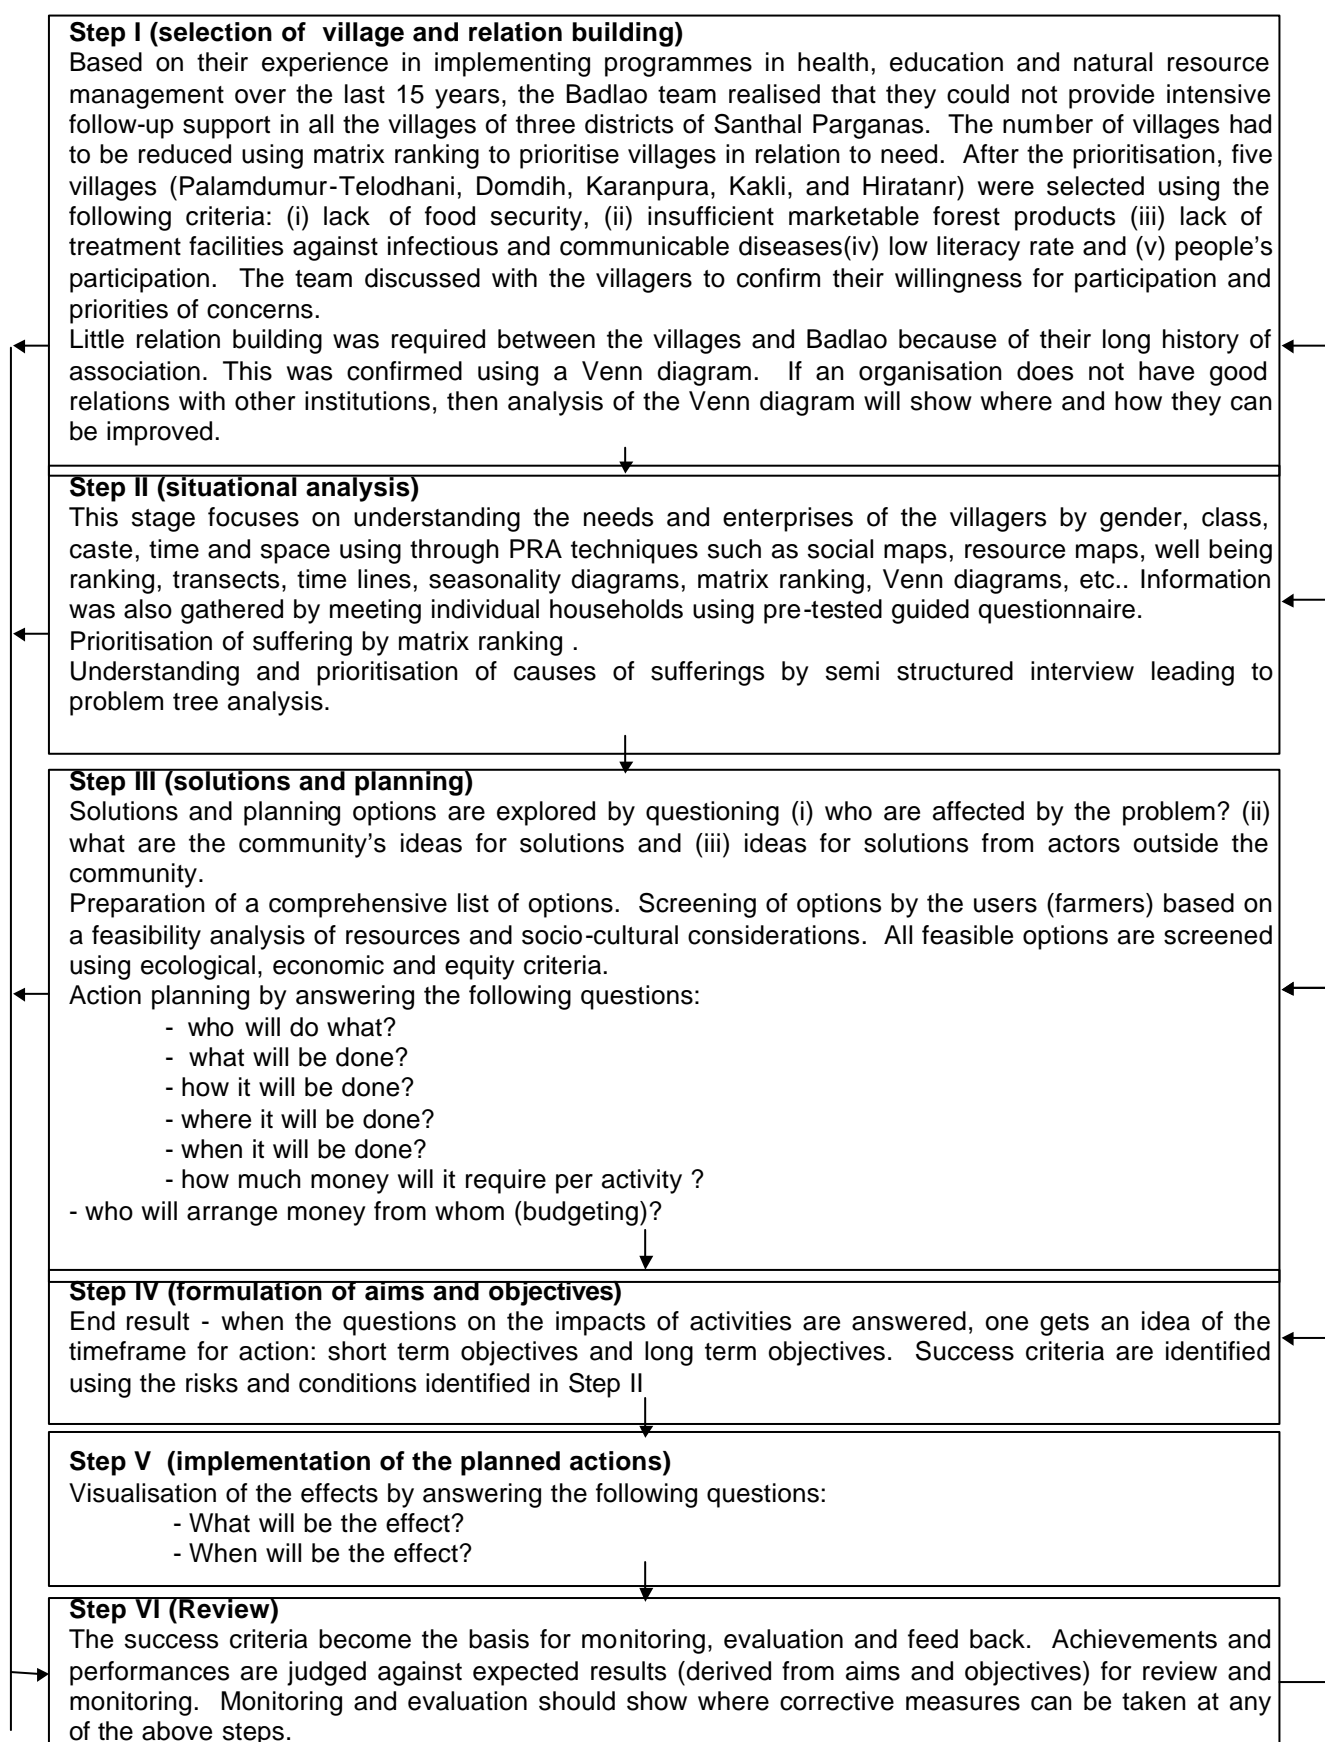 Step I (selection of village and relation building)
Based on their experience in implementing programmes in health, education and natural resource
management over the last 15 years, the Badlao team realised that they could not provide intensive
follow-up support in all the villages of three districts of Santhal Parganas. The number of villages had
to be reduced using matrix ranking to prioritise villages in relation to need. After the prioritisation, five
villages (Palamdumur-Telodhani, Domdih, Karanpura, Kakli, and Hiratanr) were selected using the
following criteria: (i) lack of food security, (ii) insufficient marketable forest products (iii) lack of
treatment facilities against infectious and communicable diseases(iv) low literacy rate and (v) people's
participation. The team discussed with the villagers to confirm their willingness for participation and
priorities of concerns.
Little relation building was required between the villages and Badlao because of their long history of
association. This was confirmed using a Venn diagram. If an organisation does not have good
relations with other institutions, then analysis of the Venn diagram will show where and how they can
be improved.
Step II (situational analysis)
This stage focuses on understanding the needs and enterprises of the villagers by gender, class,
caste, time and space using through PRA techniques such as social maps, resource maps, well being
ranking, transects, time lines, seasonality diagrams, matrix ranking, Venn diagrams, etc.. Information
was also gathered by meeting individual households using pre-tested guided questionnaire.
Prioritisation of suffering by matrix ranking .
Understanding and prioritisation of causes of sufferings by semi structured interview leading to
problem tree analysis.
Step III (solutions and planning)
Solutions and planning options are explored by questioning (i) who are affected by the problem? (ii)
what are the community's ideas for solutions and (iii) ideas for solutions from actors outside the
community.
Preparation of a comprehensive list of options. Screening of options by the users (farmers) based on
a feasibility analysis of resources and socio-cultural considerations. All feasible options are screened
using ecological, economic and equity criteria.
Action planning by answering the following questions:
- who will do what?
- what will be done?
- how it will be done?
- where it will be done?
- when it will be done?
- how much money will it require per activity ?
- who will arrange money from whom (budgeting)?
Step IV (formulation of aims and objectives)
End result - when the questions on the impacts of activities are answered, one gets an idea of the
timeframe for action: short term objectives and long term objectives. Success criteria are identified
using the risks and conditions identified in Step II
Step V (implementation of the planned actions)
Visualisation of the effects by answering the following questions:
- What will be the effect?
- When will be the effect?
Step VI (Review)
The success criteria become the basis for monitoring, evaluation and feed back. Achievements and
performances are judged against expected results (derived from aims and objectives) for review and
monitoring. Monitoring and evaluation should show where corrective measures can be taken at any
of the above steps.